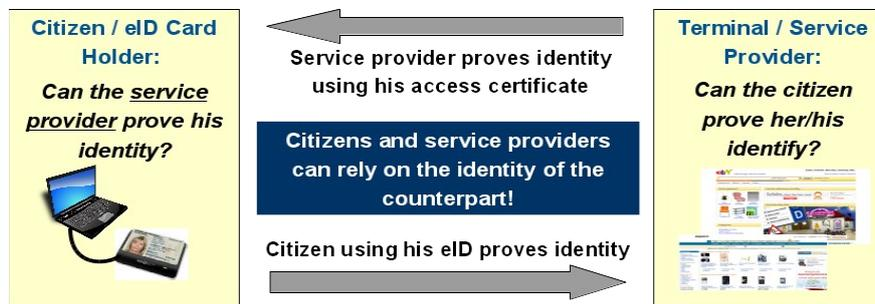 Citizen / eID Card
Holder:
Can the service
provider prove his
identity?
Service provider proves identity
using his access certificate
Citizens and service providers
can rely on the identity of the
counterpart!
Citizen using his eID proves identity
Terminal / Service
Provider:
Can the citizen
prove her/his
identify?